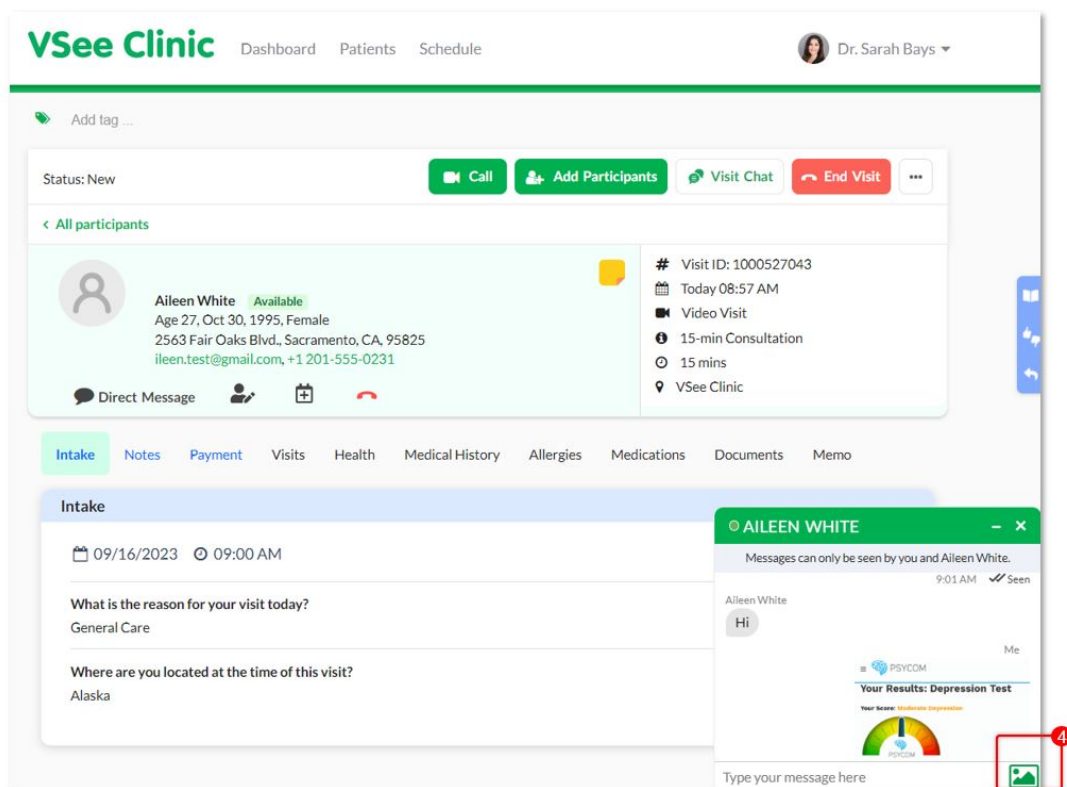 VSee Clinic Dashboard Patients Schedule Dr. Sarah Bays
Add tag ...
Status: New Call Add Participants Visit Chat End Visit ...
< All participants
Aileen White Available
Age 27, Oct 30, 1995, Female
2563 Fair Oaks Blvd., Sacramento, CA, 95825
ileen.test@gmail.com, +1 201-555-0231
Direct Message
# Visit ID: 1000527043
Today 08:57 AM
Video Visit
15-min Consultation
15 mins
VSee Clinic
Intake Notes Payment Visits Health Medical History Allergies Medications Documents Memo
Intake
09/16/2023 09:00 AM
What is the reason for your visit today?
General Care
Where are you located at the time of this visit?
Alaska
AILEEN WHITE – ×
Messages can only be seen by you and Aileen White.
9:01 AM Seen
Aileen White
Hi
Me
PSYCOM
Your Results: Depression Test
Your Score: Moderate Depression
PSYCOM
Type your message here
4